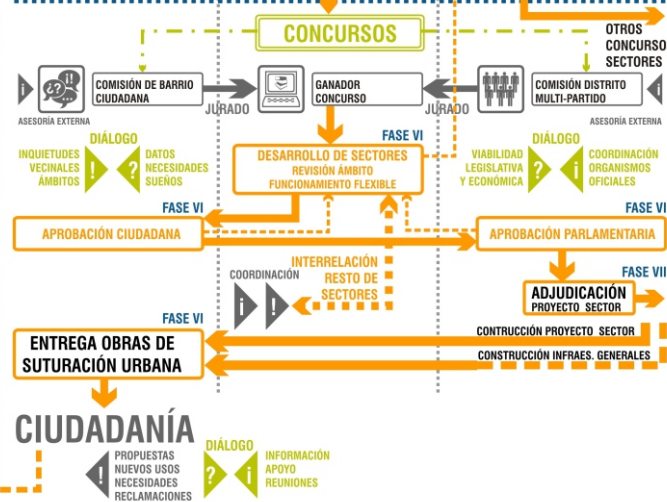 CONCURSOS
OTROS
CONCURSO
SECTORES
COMISIÓN DE BARRIO
CIUDADANA
GANADOR
CONCURSO
COMISIÓN DISTRITO
MULTI-PARTIDO
JURADO
JURADO
ASESORÍA EXTERNA
ASESORÍA EXTERNA
DIÁLOGO
INQUIETUDES
VECINALES
ÁMBITOS
DATOS
NECESIDADES
SUEÑOS
FASE VI
DESARROLLO DE SECTORES
REVISIÓN ÁMBITO
FUNCIONAMIENTO FLEXIBLE
DIÁLOGO
VIABILIDAD
LEGISLATIVA
Y ECONÓMICA
COORDINACIÓN
ORGANISMOS
OFICIALES
FASE VI
APROBACIÓN CIUDADANA
FASE VI
APROBACIÓN PARLAMENTARIA
COORDINACIÓN
INTERRELACIÓN
RESTO DE
SECTORES
FASE VII
ADJUDICACIÓN
PROYECTO SECTOR
FASE VI
ENTREGA OBRAS DE
SUTURACIÓN URBANA
CONTRUCCIÓN PROYECTO SECTOR
CONSTRUCCIÓN INFRAES. GENERALES
CIUDADANÍA
PROPUESTAS
NUEVOS USOS
NECESIDADES
RECLAMACIONES
DIÁLOGO
INFORMACIÓN
APOYO
REUNIONES